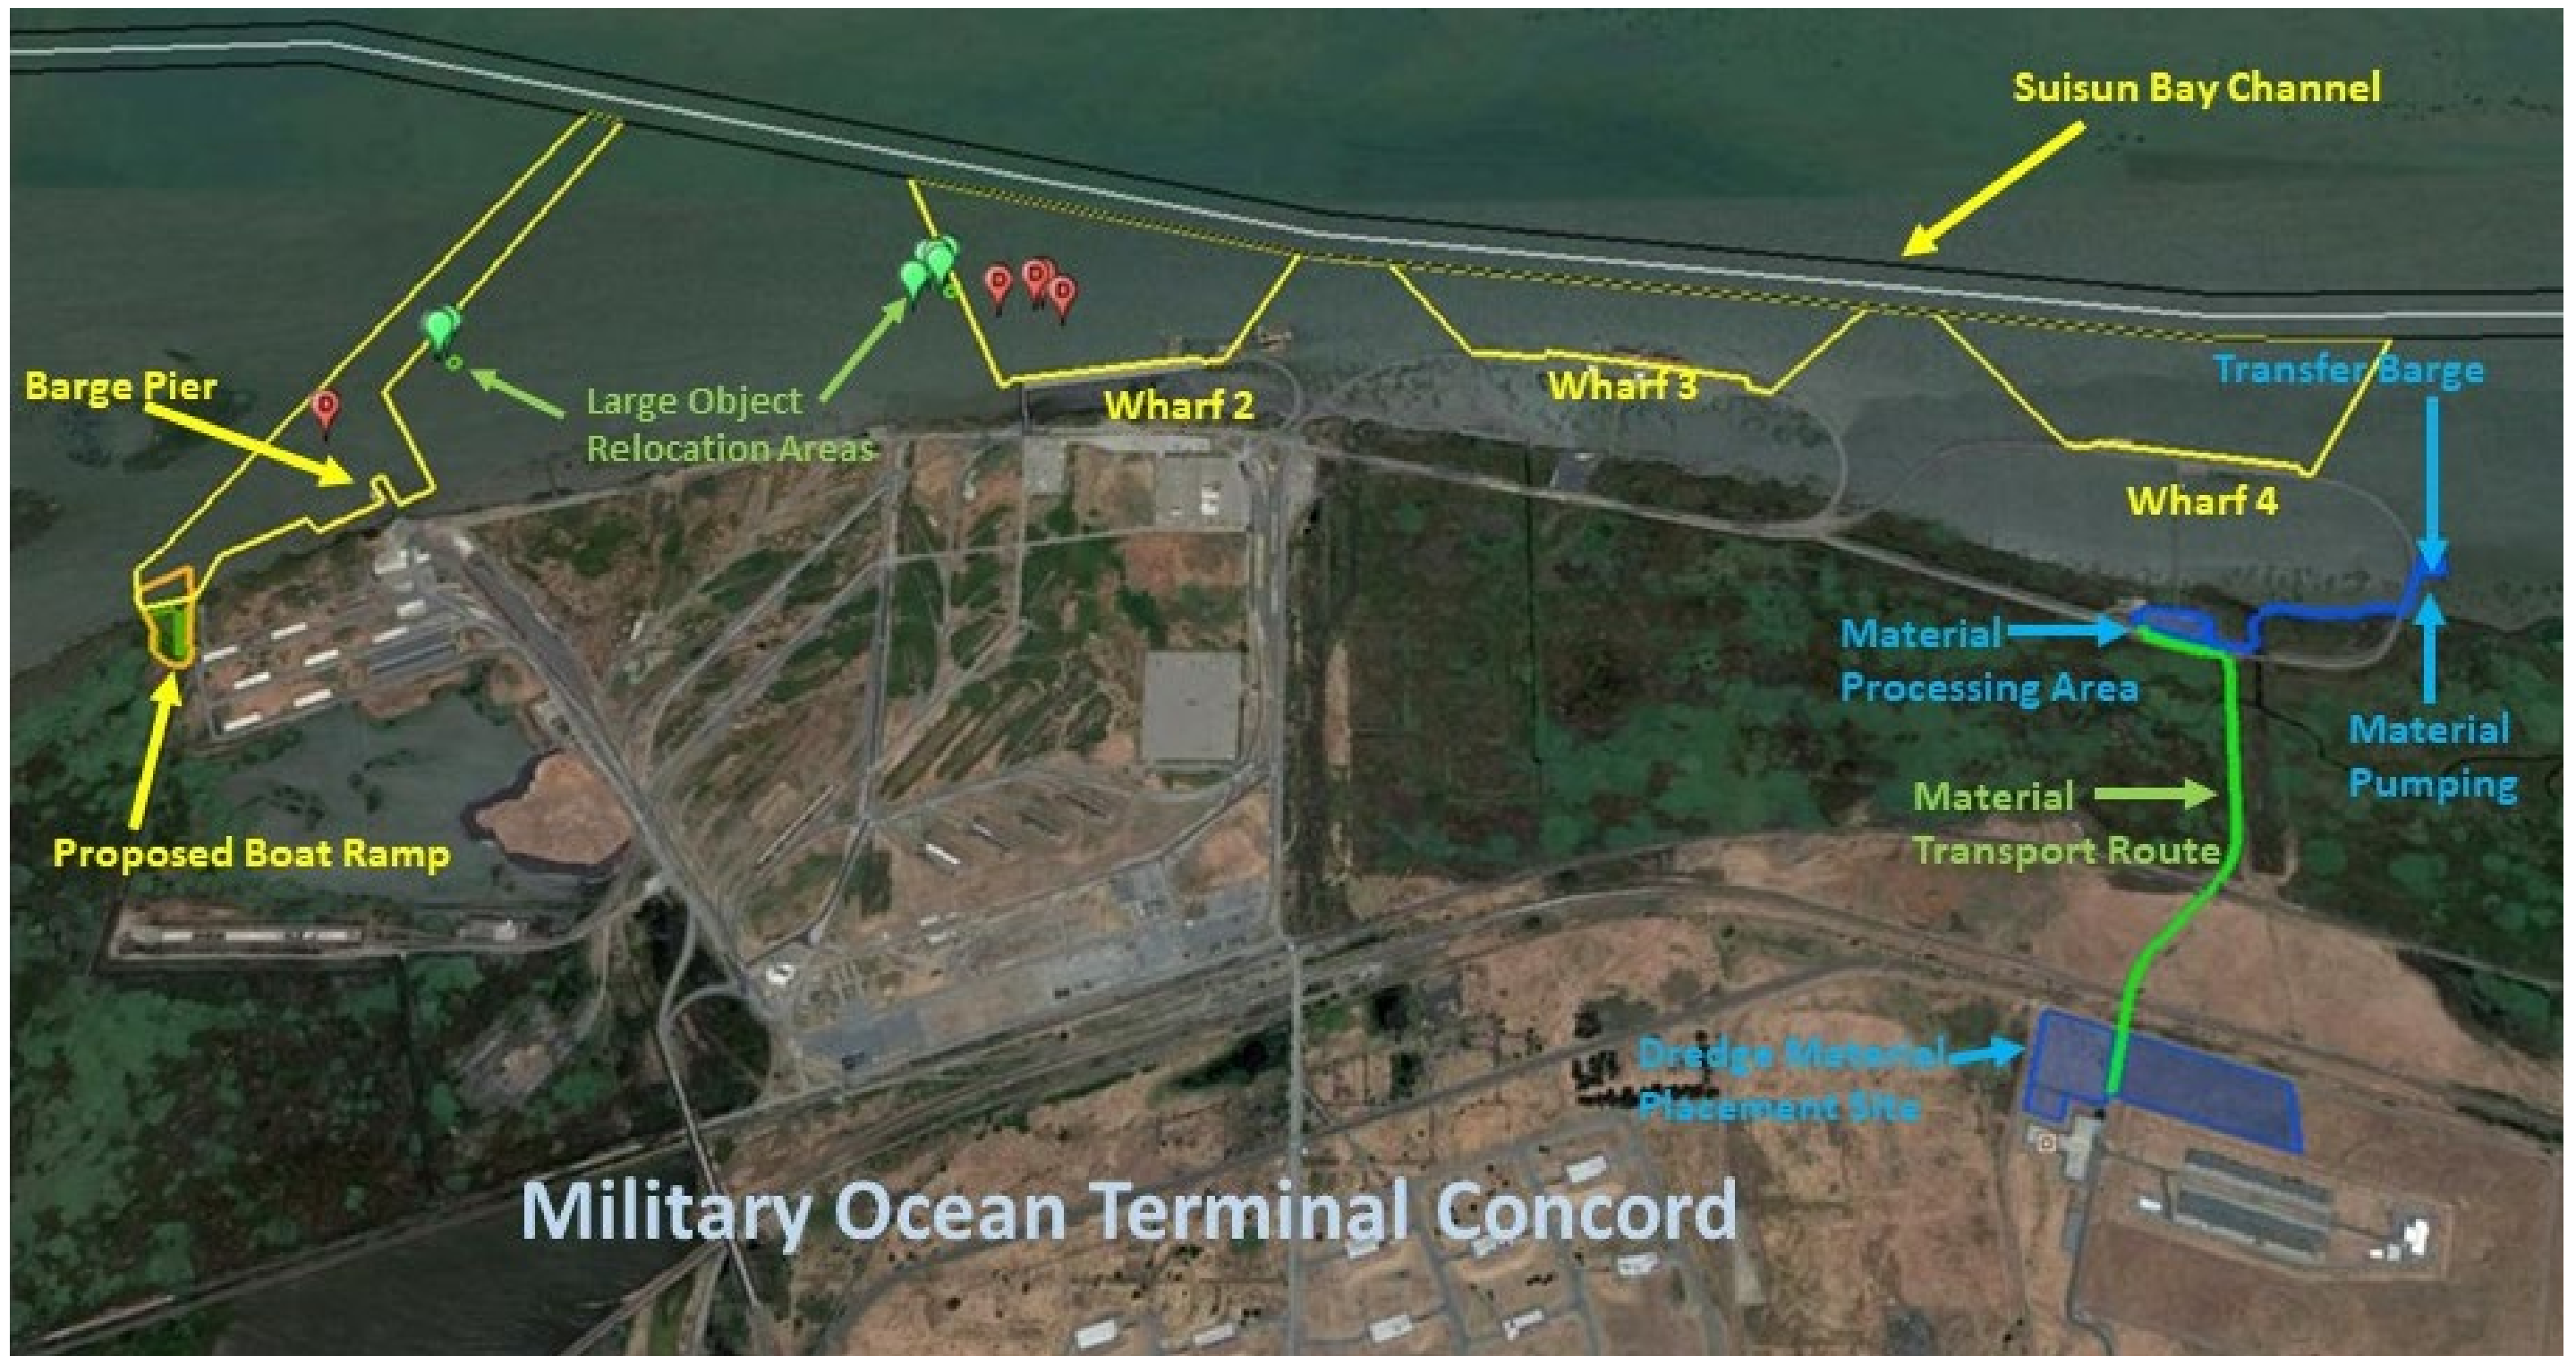 Suisun Bay Channel
D
D
D
Transfer Barge
Barge Pier
D
Large Object
Relocation Areas
Wharf 2
Wharf 3
Wharf 4
Material
Processing Area
Material
Pumping
Material
Transport Route
Proposed Boat Ramp
Dredge Material
Placement Site
Military Ocean Terminal Concord